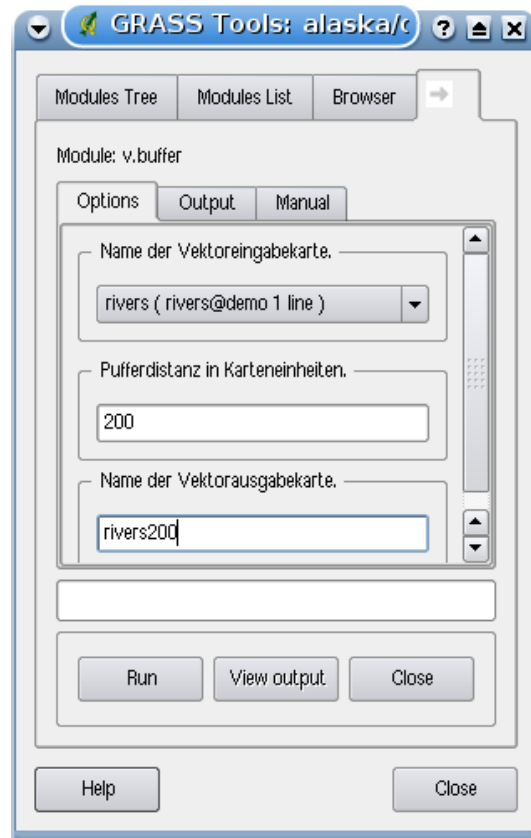 GRASS Tools: alaska/
Modules Tree Modules List Browser
Module: v.buffer
Options Output Manual
Name der Vektoreingabekarte.
rivers ( rivers@demo 1 line )
Pufferdistanz in Karteneinheiten.
200
Name der Vektorausgabekarte.
rivers200
Run View output Close
Help Close